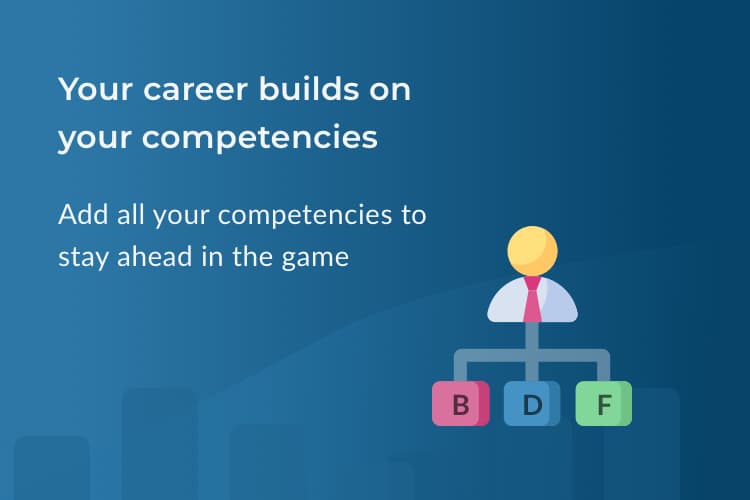 Your career builds on
your competencies
Add all your competencies to
stay ahead in the game
B D F